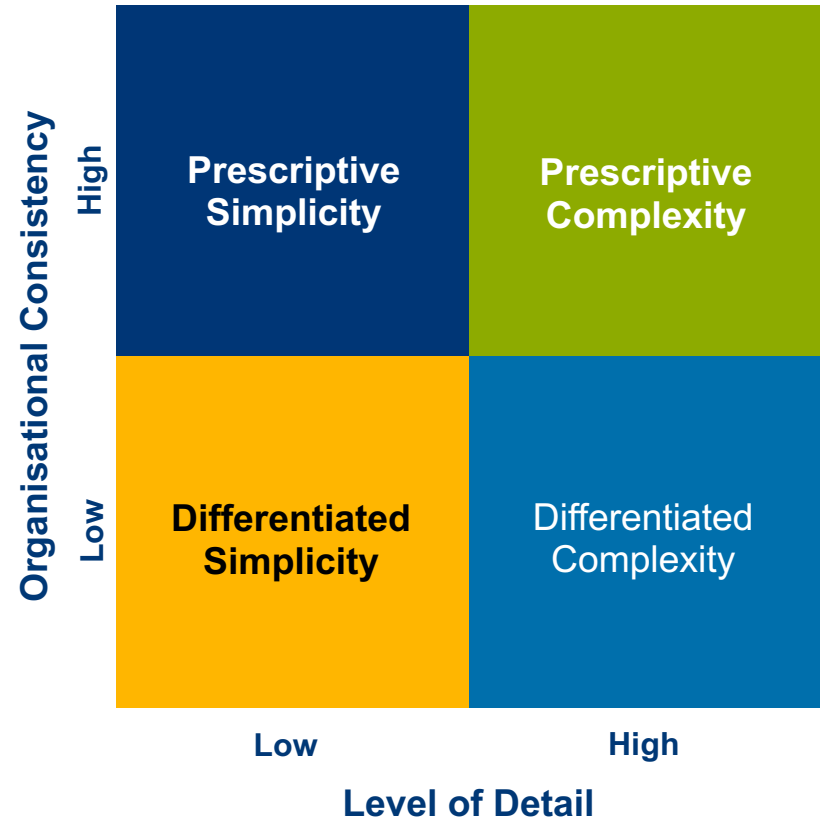 Organisational Consistency
High
Prescriptive
Simplicity
Prescriptive
Complexity
Low
Differentiated
Simplicity
Differentiated
Complexity
Low
High
Level of Detail